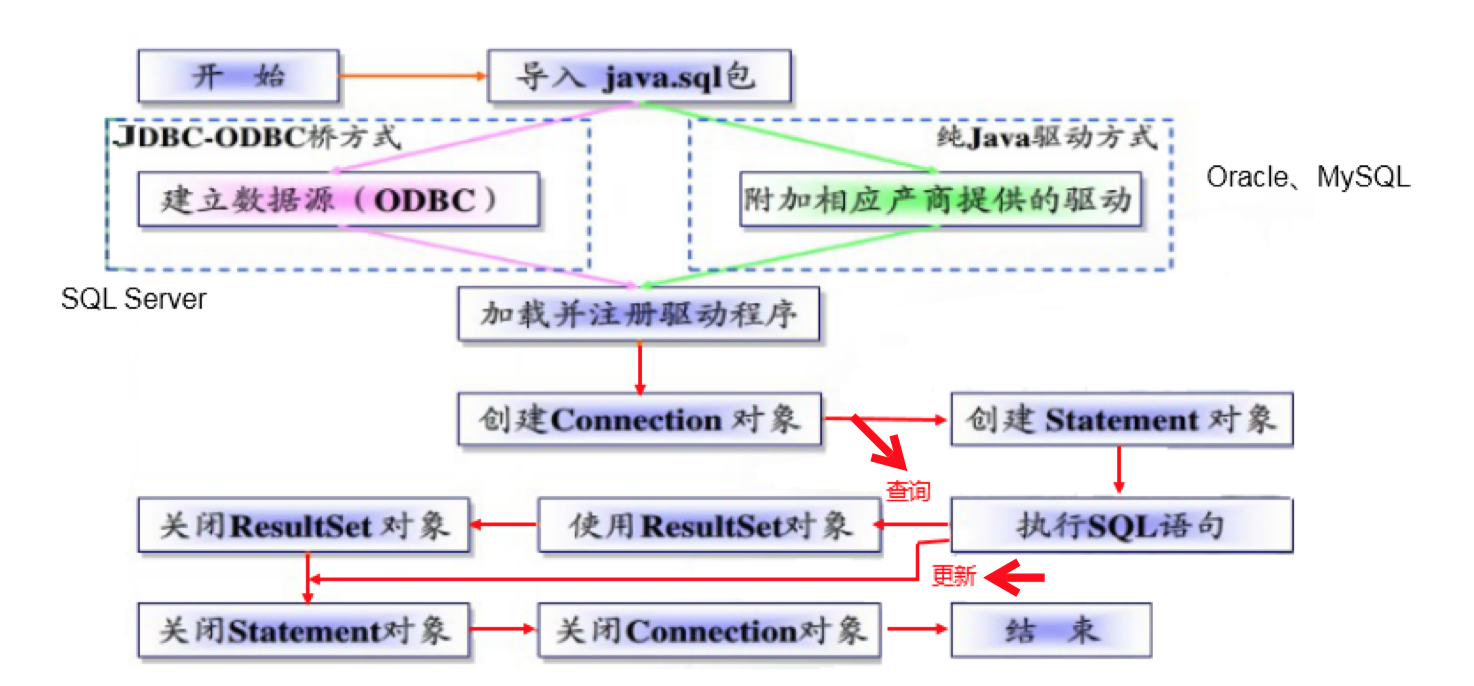 开 始
导入 java.sql包
JDBC-ODBC桥方式
纯Java驱动方式
建立数据源（ODBC）
附加相应产商提供的驱动
Oracle、MySQL
SQL Server
加载并注册驱动程序
创建Connection 对象
创建 Statement 对象
查询
关闭ResultSet 对象
使用ResultSet对象
执行SQL语句
更新
关闭Statement对象
关闭Connection对象
结 束